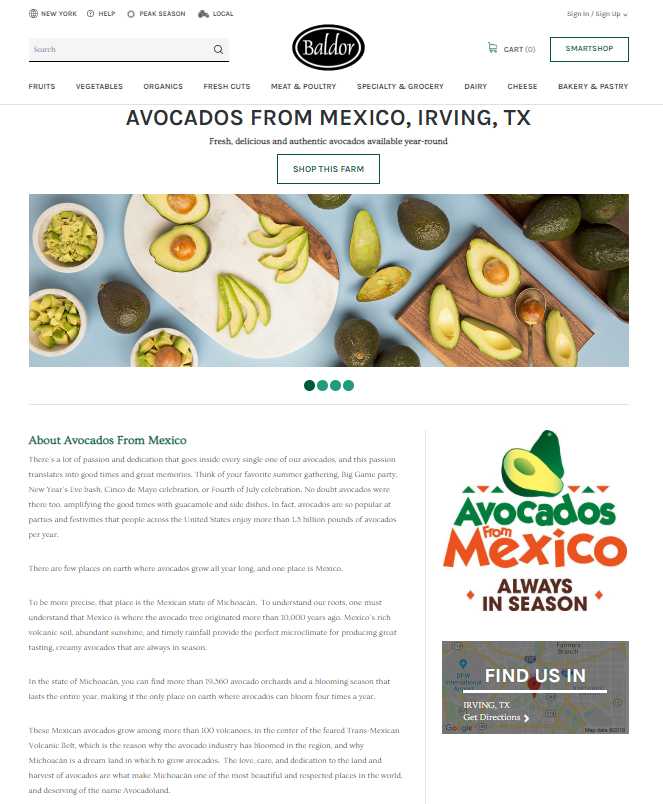 NEW YORK HELP PEAK SEASON LOCAL Sign In / Sign Up
Search
Baldor
CART (0)
SMARTSHOP
FRUITS VEGETABLES ORGANICS FRESH CUTS MEAT & POULTRY SPECIALTY & GROCERY DAIRY CHEESE BAKERY & PASTRY
AVOCADOS FROM MEXICO, IRVING, TX
Fresh, delicious and authentic avocados available year-round
SHOP THIS FARM
About Avocados From Mexico
There's a lot of passion and dedication that goes inside every single one of our avocados, and this passion
translates into good times and great memories. Think of your favorite summer gathering, Big Game party,
New Year's Eve bash, Cinco de Mayo celebration, or Fourth of July celebration. No doubt avocados were
there too, amplifying the good times with guacamole and side dishes. In fact, avocados are so popular at
parties and festivities that people across the United States enjoy more than 1.5 billion pounds of avocados
per year.
There are few places on earth where avocados grow all year long, and one place is Mexico.
To be more precise, that place is the Mexican state of Michoacán. To understand our roots, one must
understand that Mexico is where the avocado tree originated more than 10,000 years ago. Mexico's rich
volcanic soil, abundant sunshine, and timely rainfall provide the perfect microclimate for producing great
tasting, creamy avocados that are always in season.
In the state of Michoacán, you can find more than 19,360 avocado orchards and a blooming season that
lasts the entire year, making it the only place on earth where avocados can bloom four times a year.
These Mexican avocados grow among more than 100 volcanoes, in the center of the feared Trans-Mexican
Volcanic Belt, which is the reason why the avocado industry has bloomed in the region, and why
Michoacán is a dream land in which to grow avocados. The love, care, and dedication to the land and
harvest of avocados are what make Michoacán one of the most beautiful and respected places in the world,
and deserving of the name Avocadoland.
Avocados
From
Mexico
ALWAYS
IN SEASON
Farmers
Branch
DFW
International
FIND US IN
IRVING, TX
Get Directions
Google
Map data ©2019